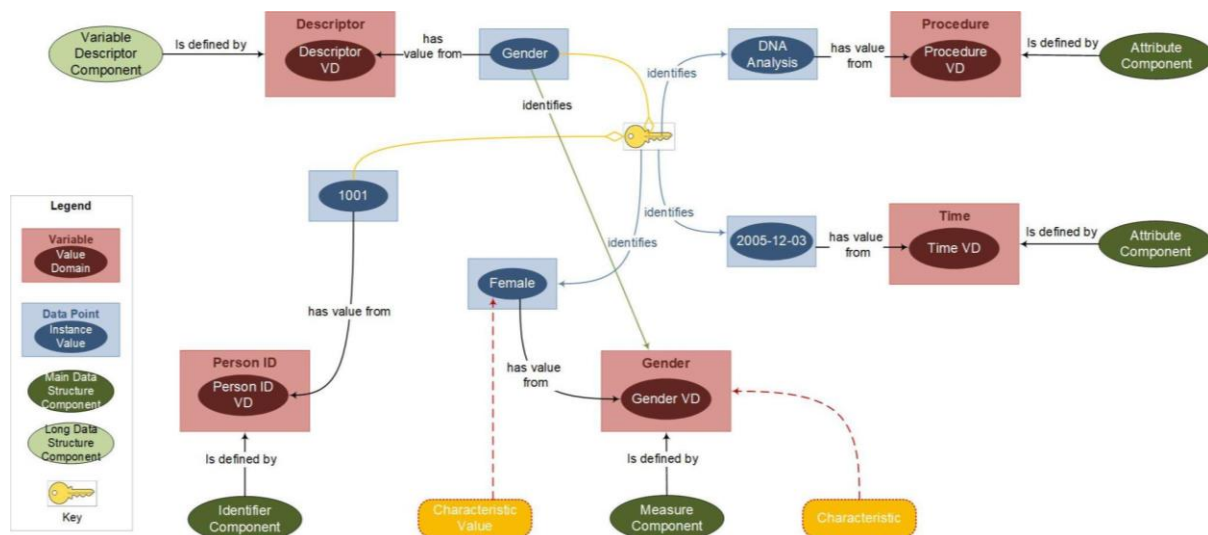 Variable
Descriptor
Component
Is defined by
Descriptor
Descriptor
VD
has
value from
Gender
identifies
identifies
DNA
Analysis
has value
from
Procedure
Procedure
VD
Is defined by
Attribute
Component
1001
identifies
identifies
2005-12-03
has value
from
Time
Time VD
Is defined by
Attribute
Component
Legend
Variable
Value
Domain
Data Point
Instance
Value
Main Data
Structure
Component
Long Data
Structure
Component
Key
has value from
Female
has value
from
Person ID
Person ID
VD
Gender
Gender VD
Is defined by
Is defined by
Identifier
Component
Characteristic
Value
Measure
Component
Characteristic